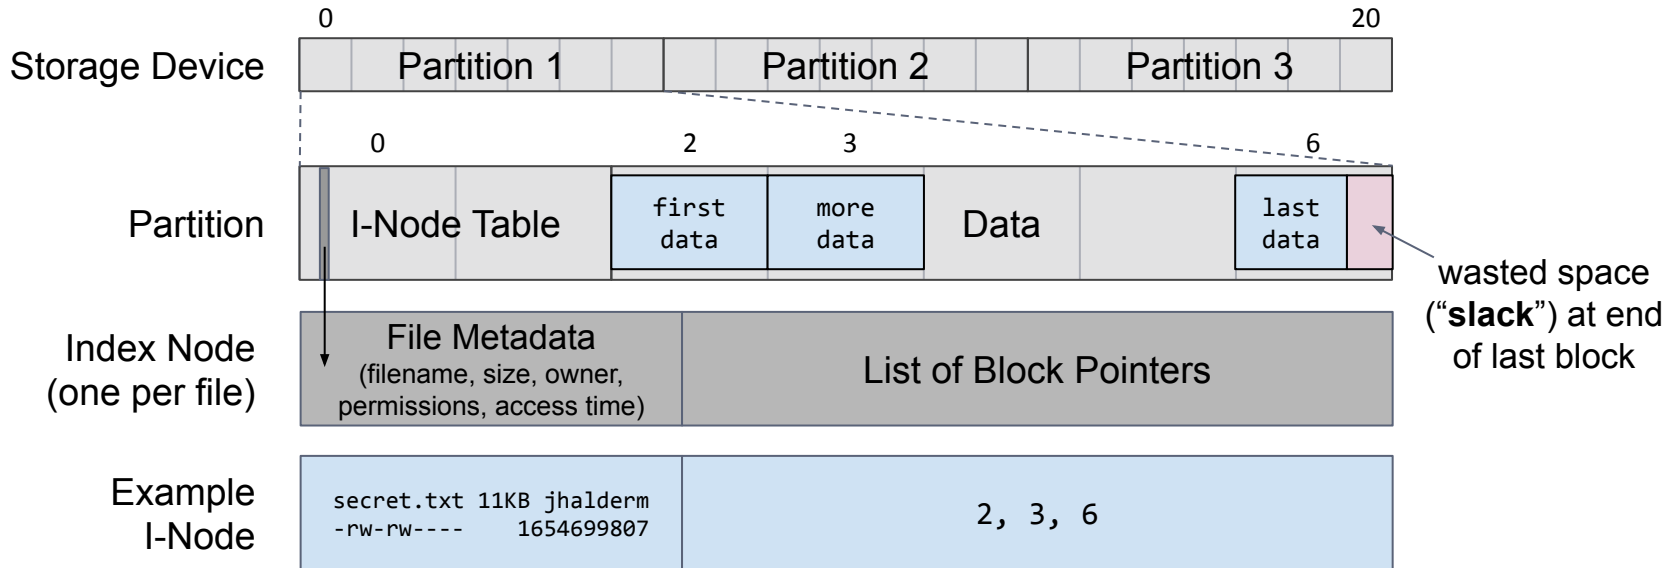 0 20
Storage Device Partition 1 Partition 2 Partition 3
0 2 3 6
Partition I-Node Table first data more data Data last data
wasted space
(“slack”) at end
of last block
Index Node
(one per file)
File Metadata
(filename, size, owner,
permissions, access time)
List of Block Pointers
Example
I-Node
secret.txt 11KB jhalderm
-rw-rw---- 1654699807
2, 3, 6